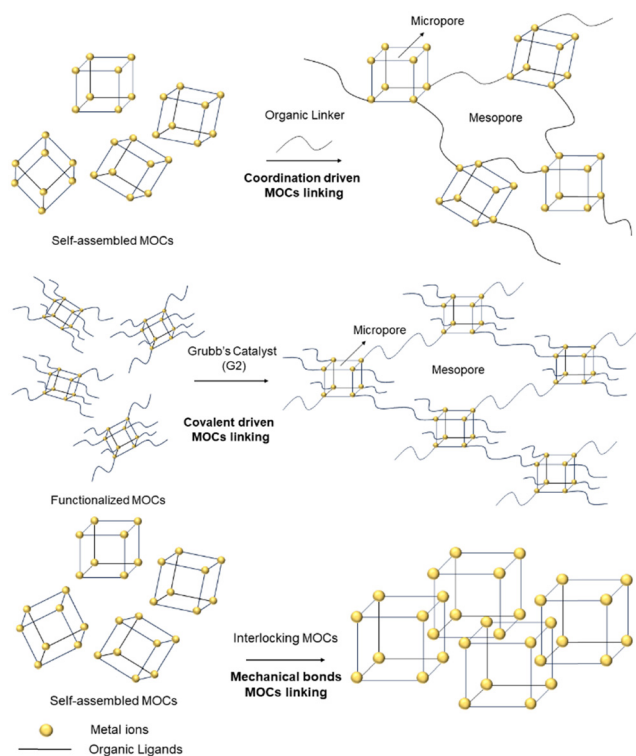 Micropore
Organic Linker
Mesopore
Coordination driven
MOCs linking
Self-assembled MOCs
Micropore
Grubb's Catalyst
(G2)
Mesopore
Covalent driven
MOCs linking
Functionalized MOCs
Interlocking MOCs
Mechanical bonds
MOCs linking
Self-assembled MOCs
Metal ions
Organic Ligands